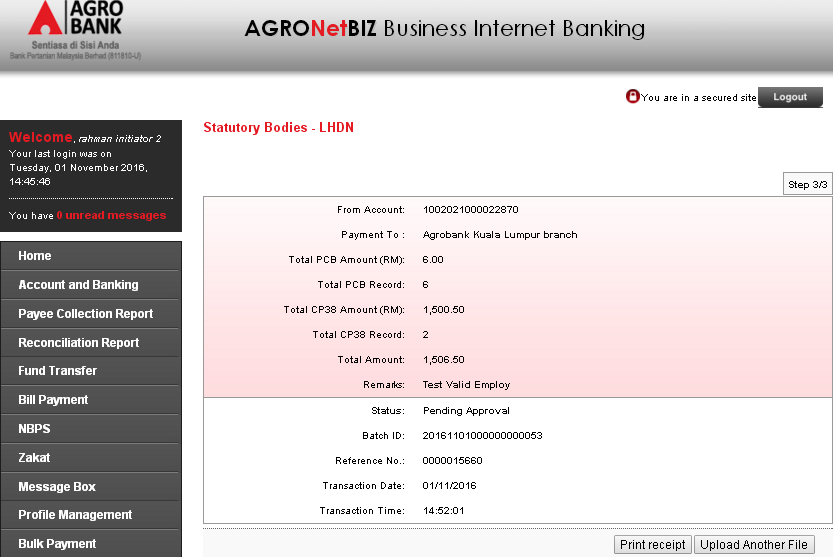 AGRO
BANK
Sentiasa di Sisi Anda
Bank Pertanian Malaysia Berhad (811810-U)
AGRONetBIZ Business Internet Banking
You are in a secured site
Logout
Welcome, rahman initiator 2
Your last login was on
Tuesday, 01 November 2016,
14:45:46
You have 0 unread messages
Home
Account and Banking
Payee Collection Report
Reconciliation Report
Fund Transfer
Bill Payment
NBPS
Zakat
Message Box
Profile Management
Bulk Payment
Statutory Bodies - LHDN
Step 3/3
From Account: 1002021000022870
Payment To : Agrobank Kuala Lumpur branch
Total PCB Amount (RM): 6.00
Total PCB Record: 6
Total CP38 Amount (RM): 1,500.50
Total CP38 Record: 2
Total Amount: 1,506.50
Remarks: Test Valid Employ
Status: Pending Approval
Batch ID: 20161101000000000053
Reference No.: 0000015660
Transaction Date: 01/11/2016
Transaction Time: 14:52:01
Print receipt
Upload Another File